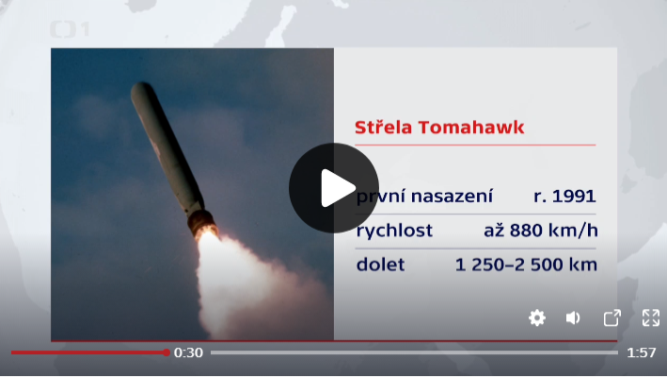 1
Střela Tomahawk
první nasazení r. 1991
rychlost až 880 km/h
dolet 1 250–2 500 km
0:30 1:57